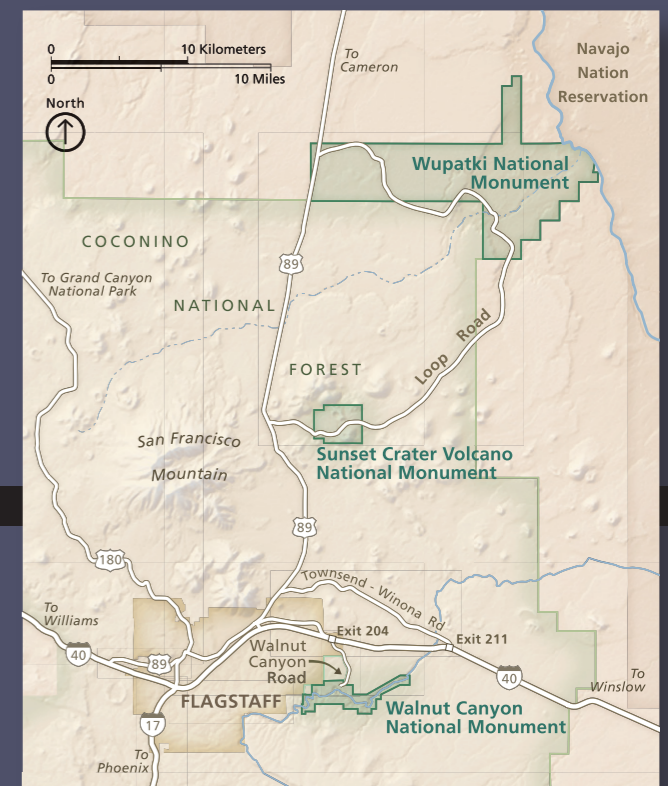 0 10 Kilometers
0 10 Miles
North
To
Cameron
Navajo
Nation
Reservation
Wupatki National
Monument
COCONINO
To Grand Canyon
National Park
89
NATIONAL
Loop Road
FOREST
San Francisco
Mountain
Sunset Crater Volcano
National Monument
89
180
Townsend - Winona Rd
To
Williams
Exit 204
Exit 211
40
89
Walnut
Canyon
Road
40
To
Winslow
FLAGSTAFF
Walnut Canyon
National Monument
17
To
Phoenix